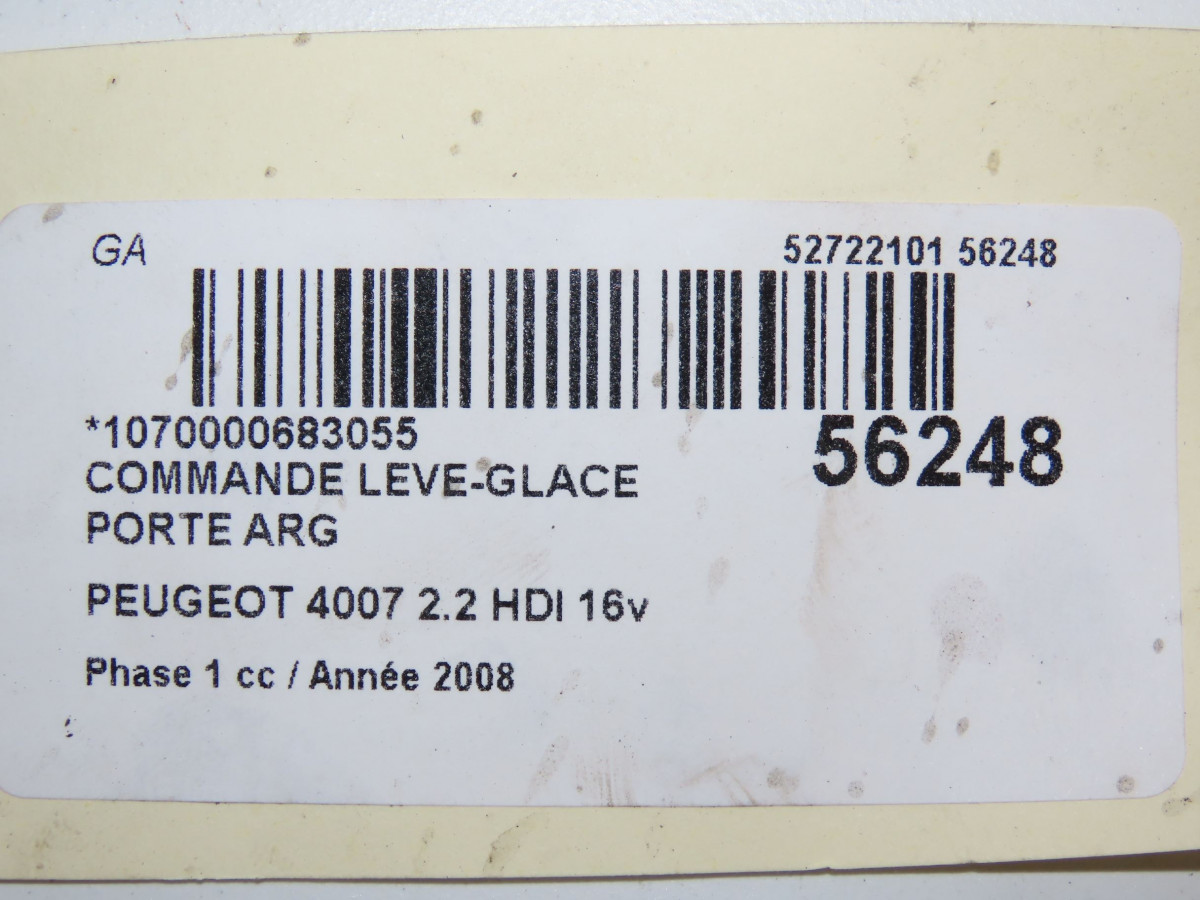 GA
52722101 56248
*1070000683055
56248
COMMANDE LEVE-GLACE
PORTE ARG
PEUGEOT 4007 2.2 HDI 16v
Phase 1 cc / Année 2008